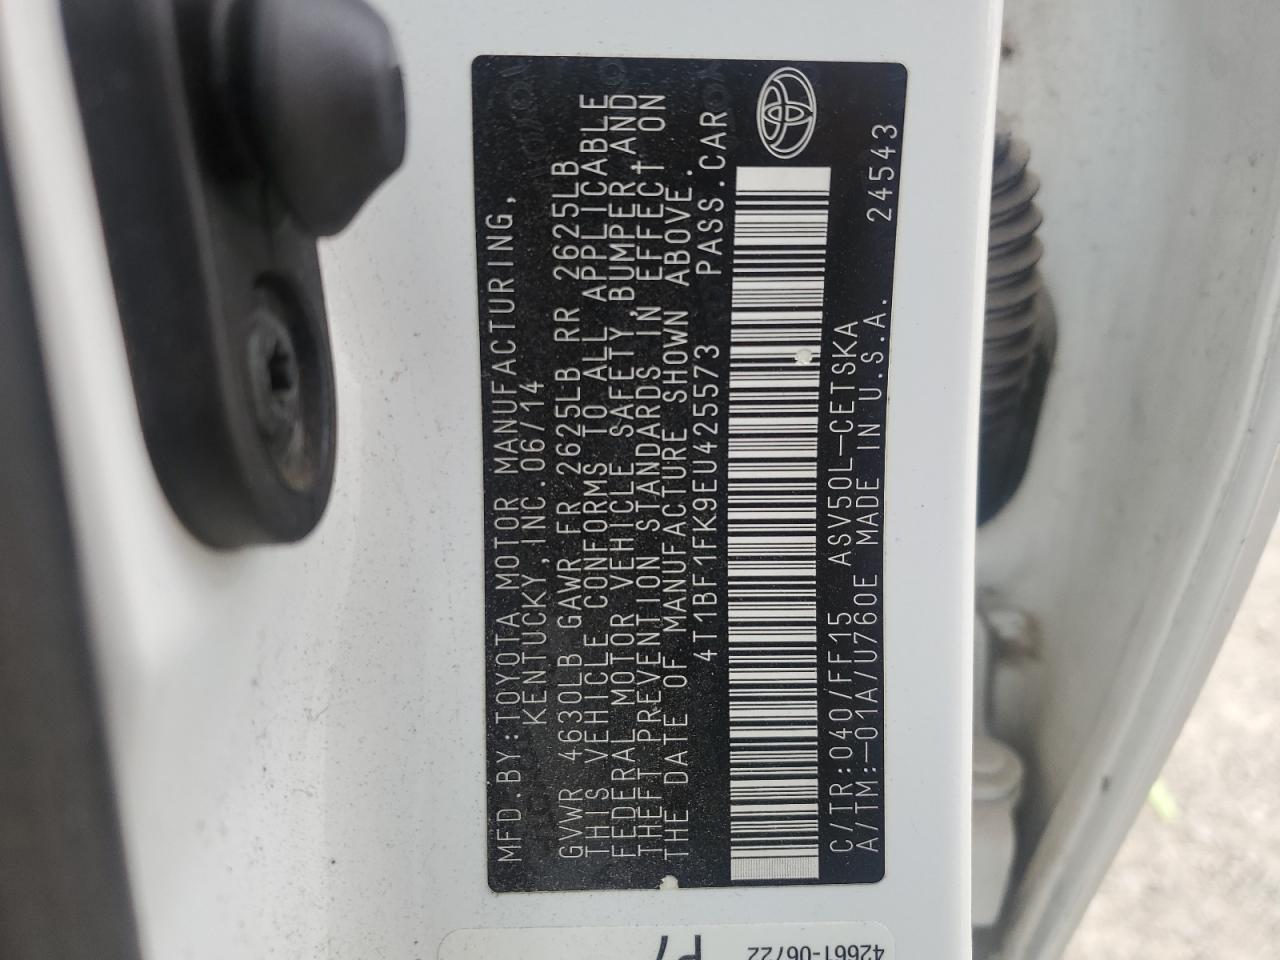 MFD.BY:TOYOTA MOTOR MANUFACTURING,
KENTUCKY,INC.06/14
GVWR 4630LB GAWR FR 2625LB RR 2625LB
THIS VEHICLE CONFORMS TO ALL APPLICABLE
FEDERAL MOTOR VEHICLE SAFETY, BUMPER,AND
THEFT PREVENTION STANDARDS IN EFFECT ON
THE DATE OF MANUFACTURE SHOWN ABOVE.
4T1BF1FK9EU425573 PASS.CAR
C/TR:040/FF15 ASV50L-CETSKA
A/TM:-01A/U760E MADE IN U.S.A. 24543
42661-06722